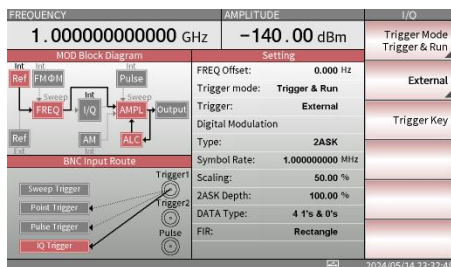 FREQUENCY AMPLITUDE I/Q
1.000000000000 GHz -140.00 dBm
Trigger Mode
Trigger & Run
External
Trigger Key
MOD Block Diagram
Int Int Int
Ref FMΦM Pulse
Sweep Int Sweep
FREQ I/Q AMPL Output
Ref AM ALC
Ext Int
BNC Input Route
Trigger1
Sweep Trigger
Point Trigger
Trigger2
Pulse Trigger
Pulse
IQ Trigger
Setting
FREQ Offset: 0.000 Hz
Trigger mode: Trigger & Run
Trigger: External
Digital Modulation
Type: 2ASK
Symbol Rate: 1.000000000 MHz
Scaling: 50.00 %
2ASK Depth: 100.00 %
DATA Type: 4 1's & 0's
FIR: Rectangle
2024/05/14 23:32:4